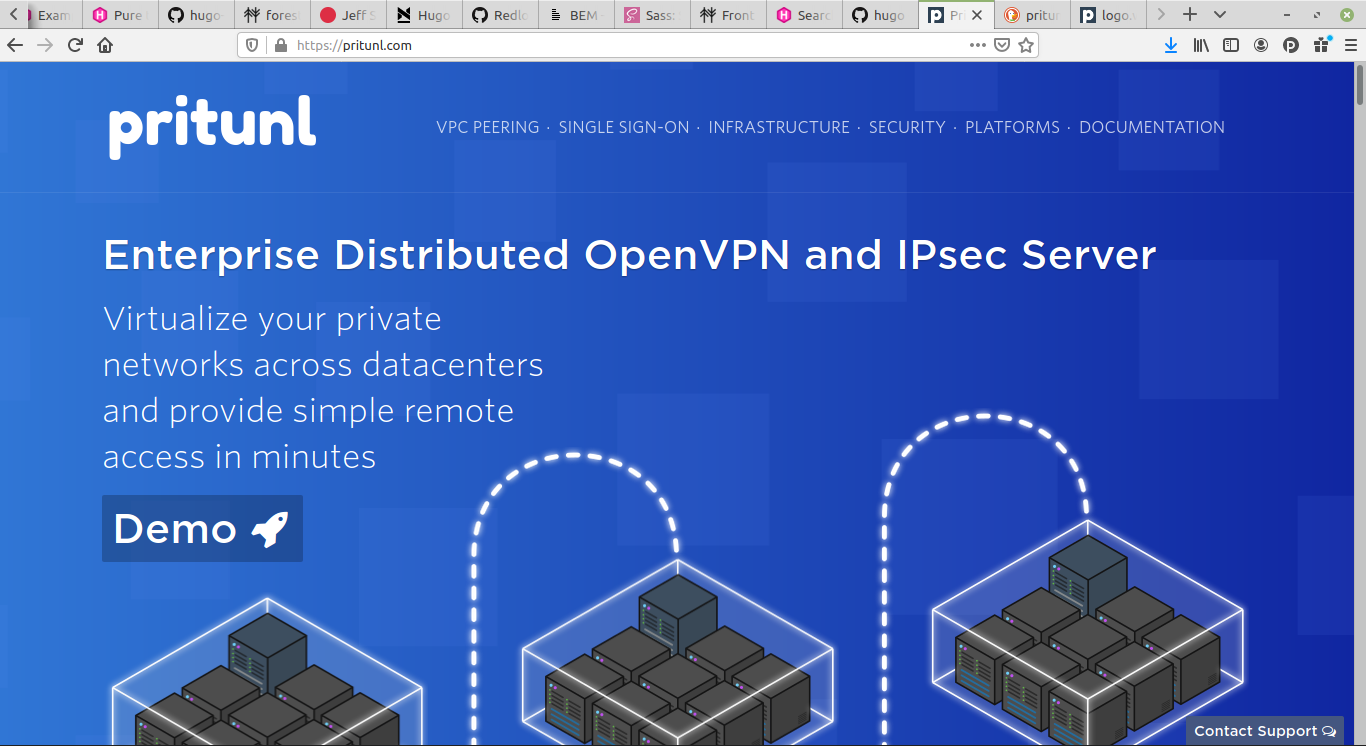 Exam
Pure
hugo
fores
Jeff S
Hugo
Redlo
BEM
Sass:
Front
Searc
hugo
Pr
pritun
logo.
https://pritunl.com
pritunl
VPC PEERING · SINGLE SIGN-ON · INFRASTRUCTURE · SECURITY · PLATFORMS · DOCUMENTATION
Enterprise Distributed OpenVPN and IPsec Server
Virtualize your private
networks across datacenters
and provide simple remote
access in minutes
Demo
Contact Support